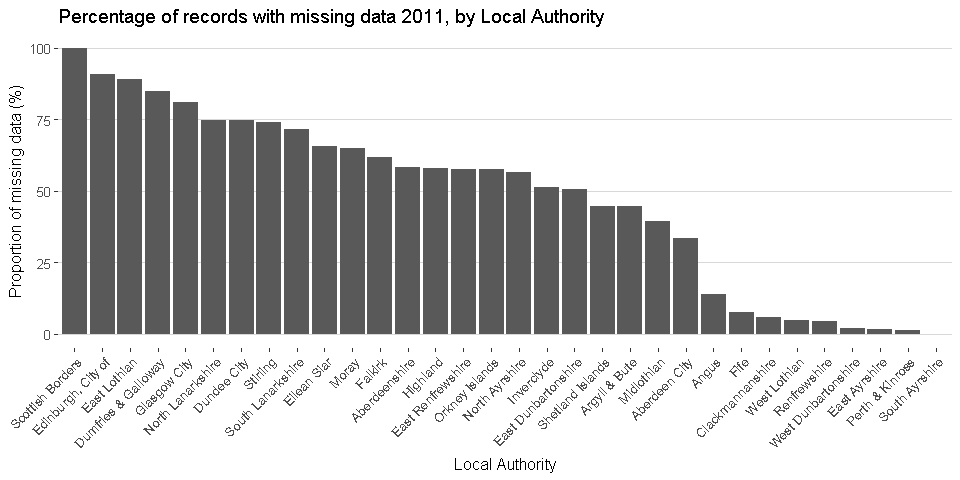 Percentage of records with missing data 2011, by Local Authority
Proportion of missing data (%)
100
75
50
25
0
Scottish Borders
Edinburgh, City of
East Lothian
Dumfries & Galloway
Glasgow City
North Lanarkshire
Dundee City
Stirling
South Lanarkshire
Eilean Siar
Moray
Falkirk
Aberdeenshire
Highland
East Renfrewshire
Orkney Islands
North Ayrshire
Inverclyde
East Dunbartonshire
Shetland Islands
Argyll & Bute
Midlothian
Aberdeen City
Angus
Fife
Clackmannanshire
West Lothian
Renfrewshire
West Dunbartonshire
East Ayrshire
Perth & Kinross
South Ayrshire
Local Authority